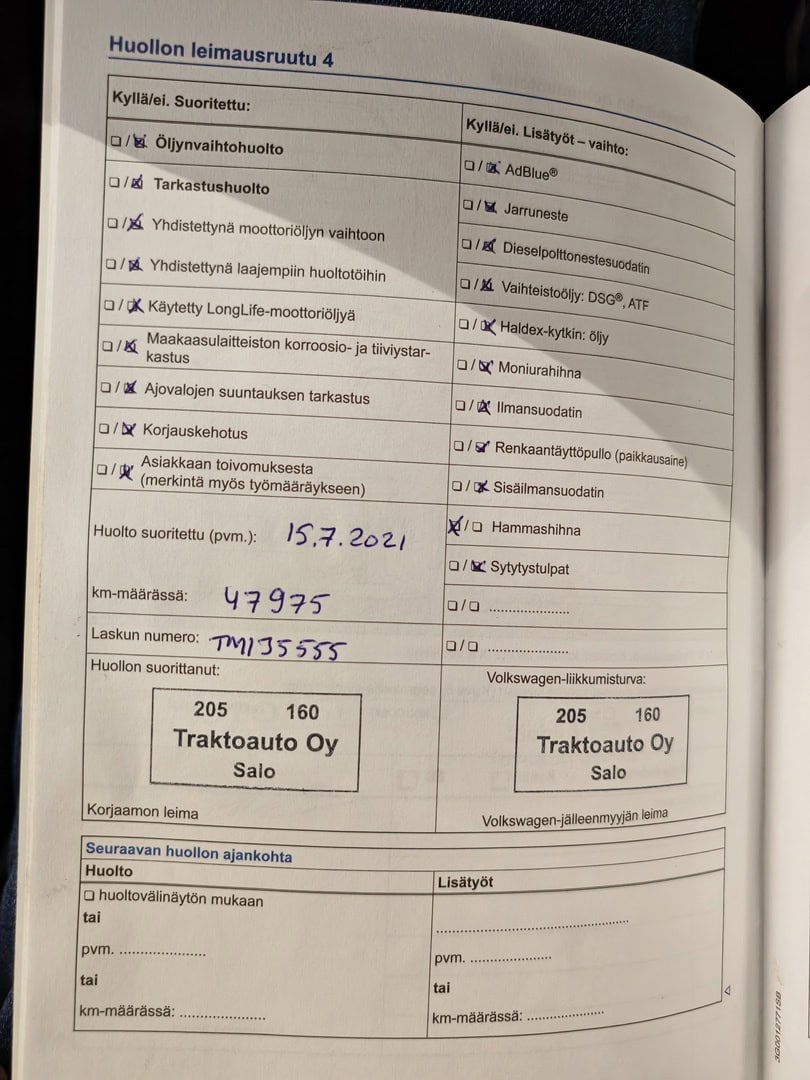 Huollon leimausruutu 4
Kyllä/ei. Suoritettu:
☐ / ☒ Öljynvaihtohuolto
☐ / ☒ Tarkastushuolto
☐ / ☒ Yhdistettynä moottoriöljyn vaihtoon
☐ / ☒ Yhdistettynä laajempiin huoltotöihin
☐ / ☒ Käytetty LongLife-moottoriöljyä
☐ / ☒ Maakaasulaitteiston korroosio- ja tiiviystar-
kastus
☐ / ☒ Ajovalojen suuntauksen tarkastus
☐ / ☒ Korjauskehotus
☐ / ☒ Asiakkaan toivomuksesta
(merkintä myös työmääräykseen)
Huolto suoritettu (pvm.): 15.7.2021
km-määrässä: 47975
Laskun numero: TM135555
Huollon suorittanut:
205 160
Traktoauto Oy
Salo
Korjaamon leima
Kyllä/ei. Lisätyöt – vaihto:
☐ / ☒ AdBlue®
☐ / ☒ Jarruneste
☐ / ☒ Dieselpolttonestesuodatin
☐ / ☒ Vaihteistoöljy: DSG®, ATF
☐ / ☒ Haldex-kytkin: öljy
☐ / ☒ Moniurahihna
☐ / ☒ Ilmansuodatin
☐ / ☒ Renkaantäyttöpullo (paikkausaine)
☐ / ☒ Sisäilmansuodatin
☒ / ☐ Hammashihna
☐ / ☒ Sytytystulpat
☐ / ☐ ....................
☐ / ☐ ....................
Volkswagen-liikkumisturva:
205 160
Traktoauto Oy
Salo
Volkswagen-jälleenmyyjän leima
Seuraavan huollon ajankohta
Huolto
☐ huoltovälinäytön mukaan
tai
pvm. ....................
tai
km-määrässä: ....................
Lisätyöt
................................................
pvm. ....................
tai
km-määrässä: ....................
3G0012771SB